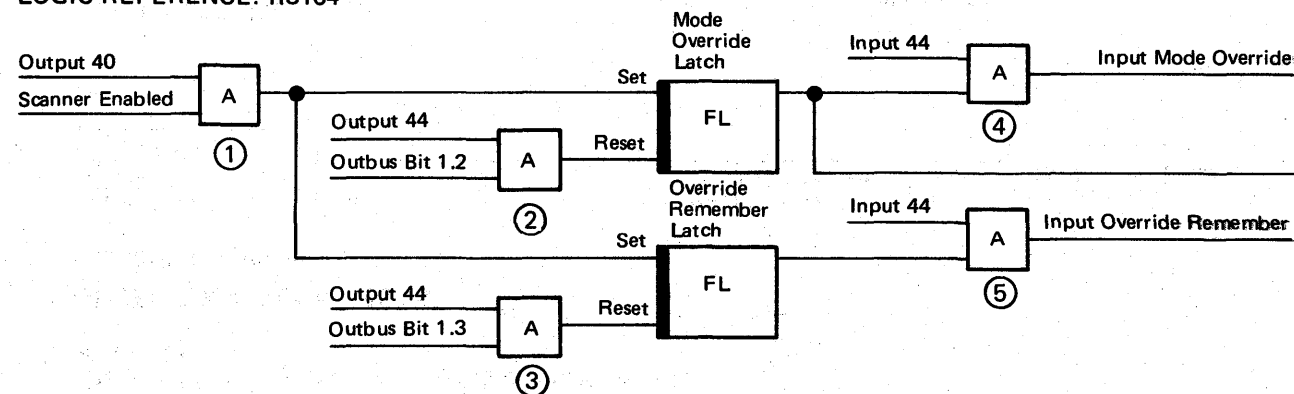 Mode
Override
Latch
Output 40
Scanner Enabled
A
①
Set
FL
Input 44
A
Input Mode Override
④
Output 44
Outbus Bit 1.2
A
Reset
②
Override
Remember
Latch
Set
FL
Input 44
A
Input Override Remember
⑤
Output 44
Outbus Bit 1.3
A
Reset
③